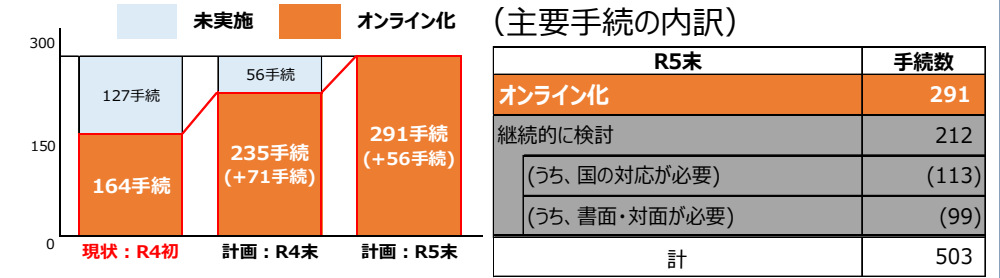 未実施 オンライン化
300
150
0
127手続
164手続
56手続
235手続
(+71手続)
291手続
(+56手続)
現状：R4初 計画：R4末 計画：R5末
（主要手続の内訳）
R5末 手続数
オンライン化 291
継続的に検討 212
(うち、国の対応が必要) (113)
(うち、書面・対面が必要) (99)
計 503